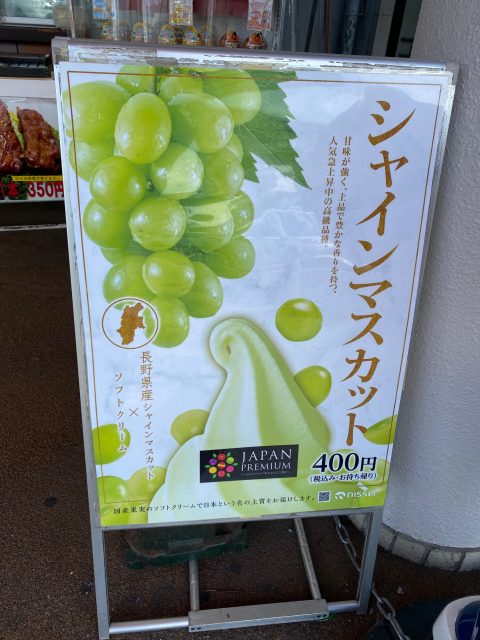 シャインマスカット
甘味が強く、上品で豊かな香りを持つ、
人気急上昇中の高級品種。
長野県産シャインマスカット
×
ソフトクリーム
JAPAN
PREMIUM
400円
(税込み・お持ち帰り)
nissei
国産果実のソフトクリームで日本という名の上質をお届けします。
本 350円